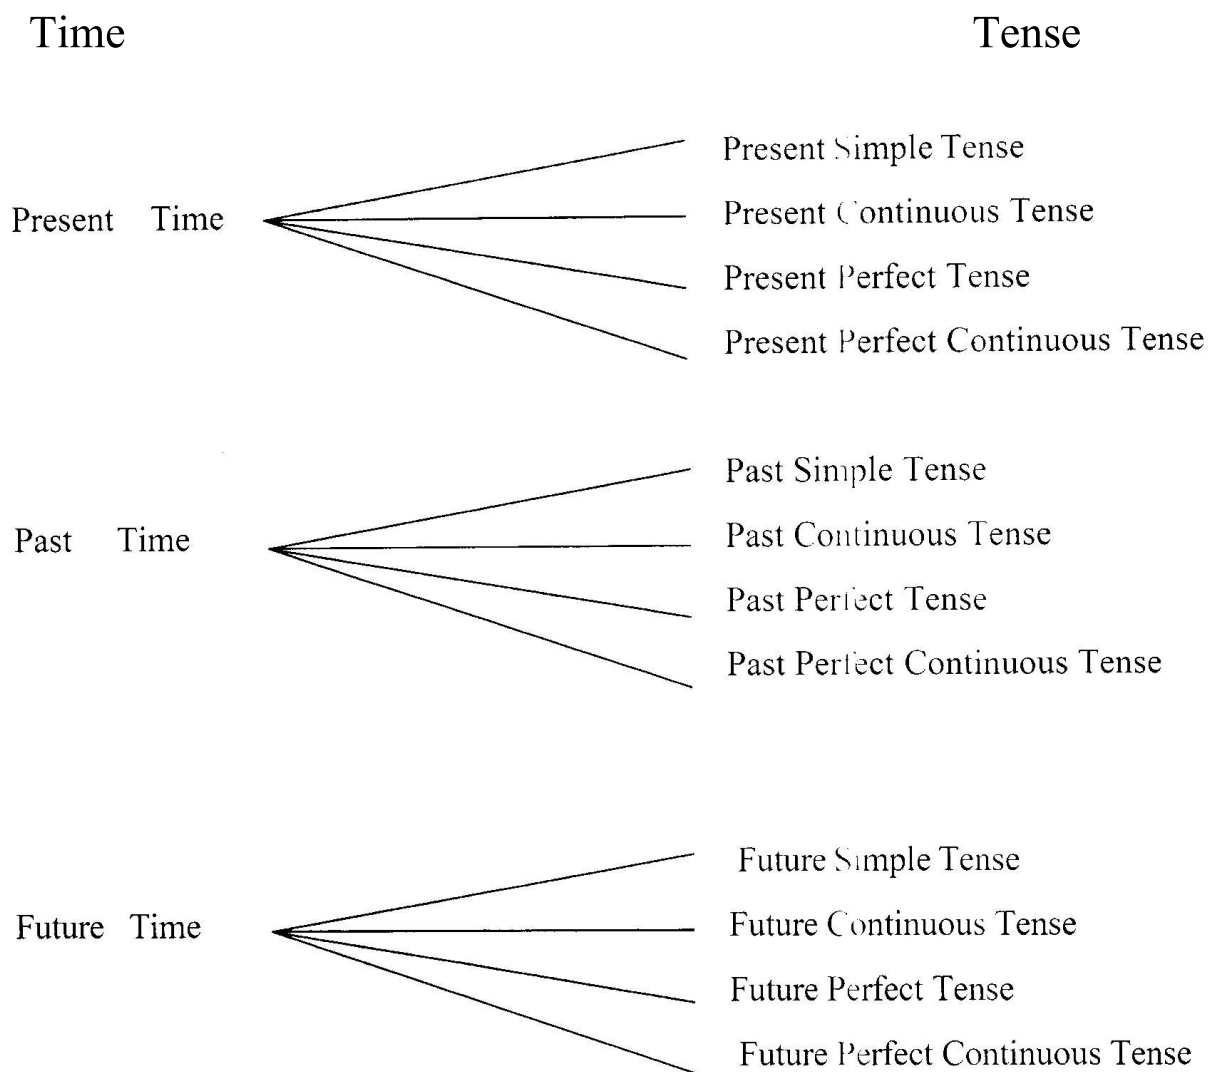 Time Tense
Present Simple Tense
Present Time Present Continuous Tense
Present Perfect Tense
Present Perfect Continuous Tense
Past Simple Tense
Past Time Past Continuous Tense
Past Perfect Tense
Past Perfect Continuous Tense
Future Simple Tense
Future Time Future Continuous Tense
Future Perfect Tense
Future Perfect Continuous Tense